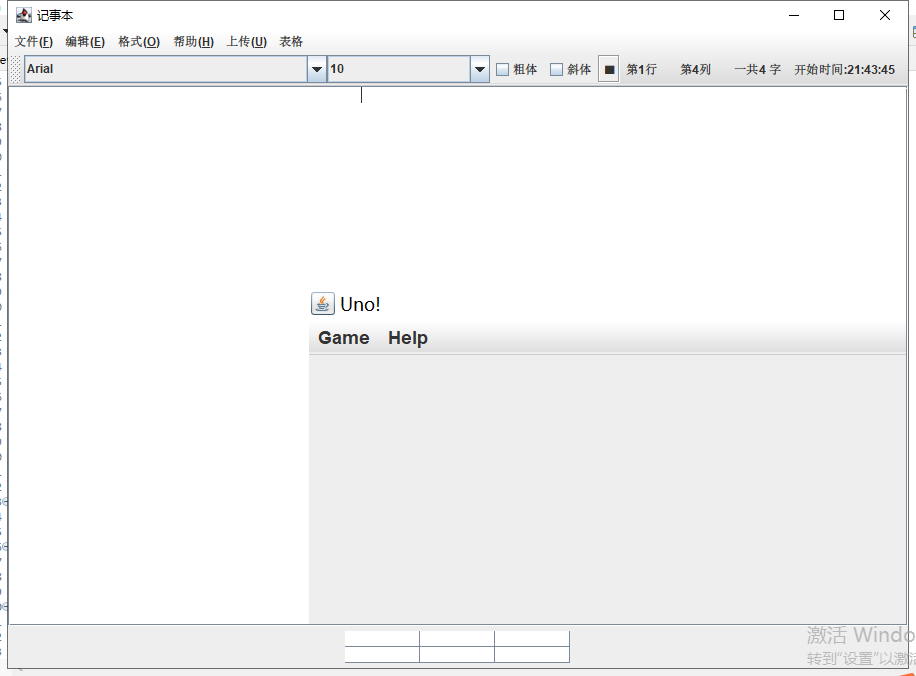 记事本
文件(F) 编辑(E) 格式(O) 帮助(H) 上传(U) 表格
Arial 10 粗体 斜体 第1行 第4列 一共4 字 开始时间:21:43:45
Uno!
Game Help
激活 Windo
转到"设置"以激活